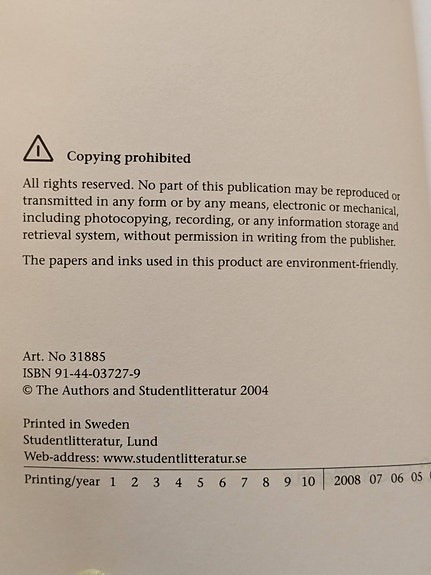 Copying prohibited
All rights reserved. No part of this publication may be reproduced or
transmitted in any form or by any means, electronic or mechanical,
including photocopying, recording, or any information storage and
retrieval system, without permission in writing from the publisher.
The papers and inks used in this product are environment-friendly.
Art. No 31885
ISBN 91-44-03727-9
© The Authors and Studentlitteratur 2004
Printed in Sweden
Studentlitteratur, Lund
Web-address: www.studentlitteratur.se
Printing/year 1 2 3 4 5 6 7 8 9 10 2008 07 06 05